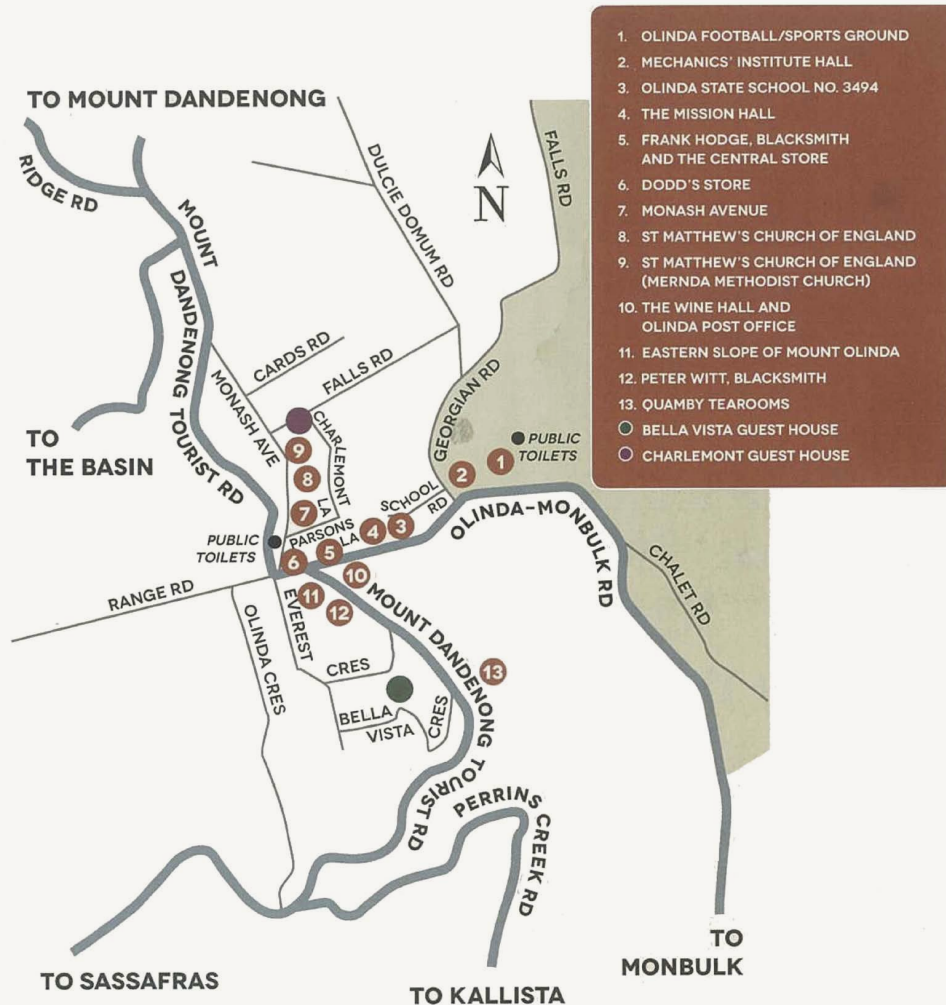 1. OLINDA FOOTBALL/SPORTS GROUND
2. MECHANICS' INSTITUTE HALL
3. OLINDA STATE SCHOOL NO. 3494
4. THE MISSION HALL
5. FRANK HODGE, BLACKSMITH
AND THE CENTRAL STORE
6. DODD'S STORE
7. MONASH AVENUE
8. ST MATTHEW'S CHURCH OF ENGLAND
9. ST MATTHEW'S CHURCH OF ENGLAND
(MERNDA METHODIST CHURCH)
10. THE WINE HALL AND
OLINDA POST OFFICE
11. EASTERN SLOPE OF MOUNT OLINDA
12. PETER WITT, BLACKSMITH
13. QUAMBY TEAROOMS
BELLA VISTA GUEST HOUSE
CHARLEMONT GUEST HOUSE
TO MOUNT DANDENONG
RIDGE RD
MOUNT
DANDENONG TOURIST RD
DULCIE DOMUM RD
N
FALLS RD
CARDS RD
FALLS RD
MONASH AVE
CHARLEMONT
LA
GEORGIAN RD
PUBLIC
TOILETS
TO
THE BASIN
9
8
7
1
2
SCHOOL
RD
PARSONS
LA
4
3
5
6
OLINDA-MONBULK RD
PUBLIC
TOILETS
10
11
12
RANGE RD
OLINDA CRES
EVEREST
CRES
MOUNT DANDENONG
TOURIST RD
CHALET RD
13
BELLA
VISTA
CRES
PERRINS
CREEK RD
TO SASSAFRAS
TO KALLISTA
TO
MONBULK